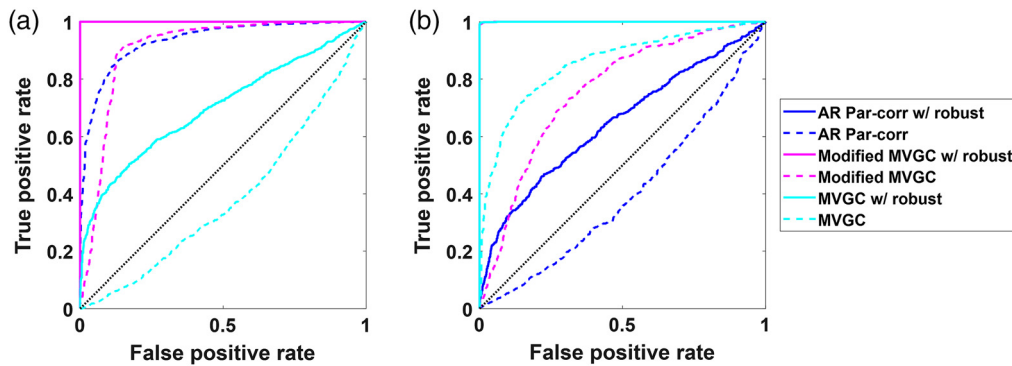 (a)
True positive rate
1
0.8
0.6
0.4
0.2
0
0
0.5
1
False positive rate
(b)
True positive rate
1
0.8
0.6
0.4
0.2
0
0
0.5
1
False positive rate
AR Par-corr w/ robust
AR Par-corr
Modified MVGC w/ robust
Modified MVGC
MVGC w/ robust
MVGC